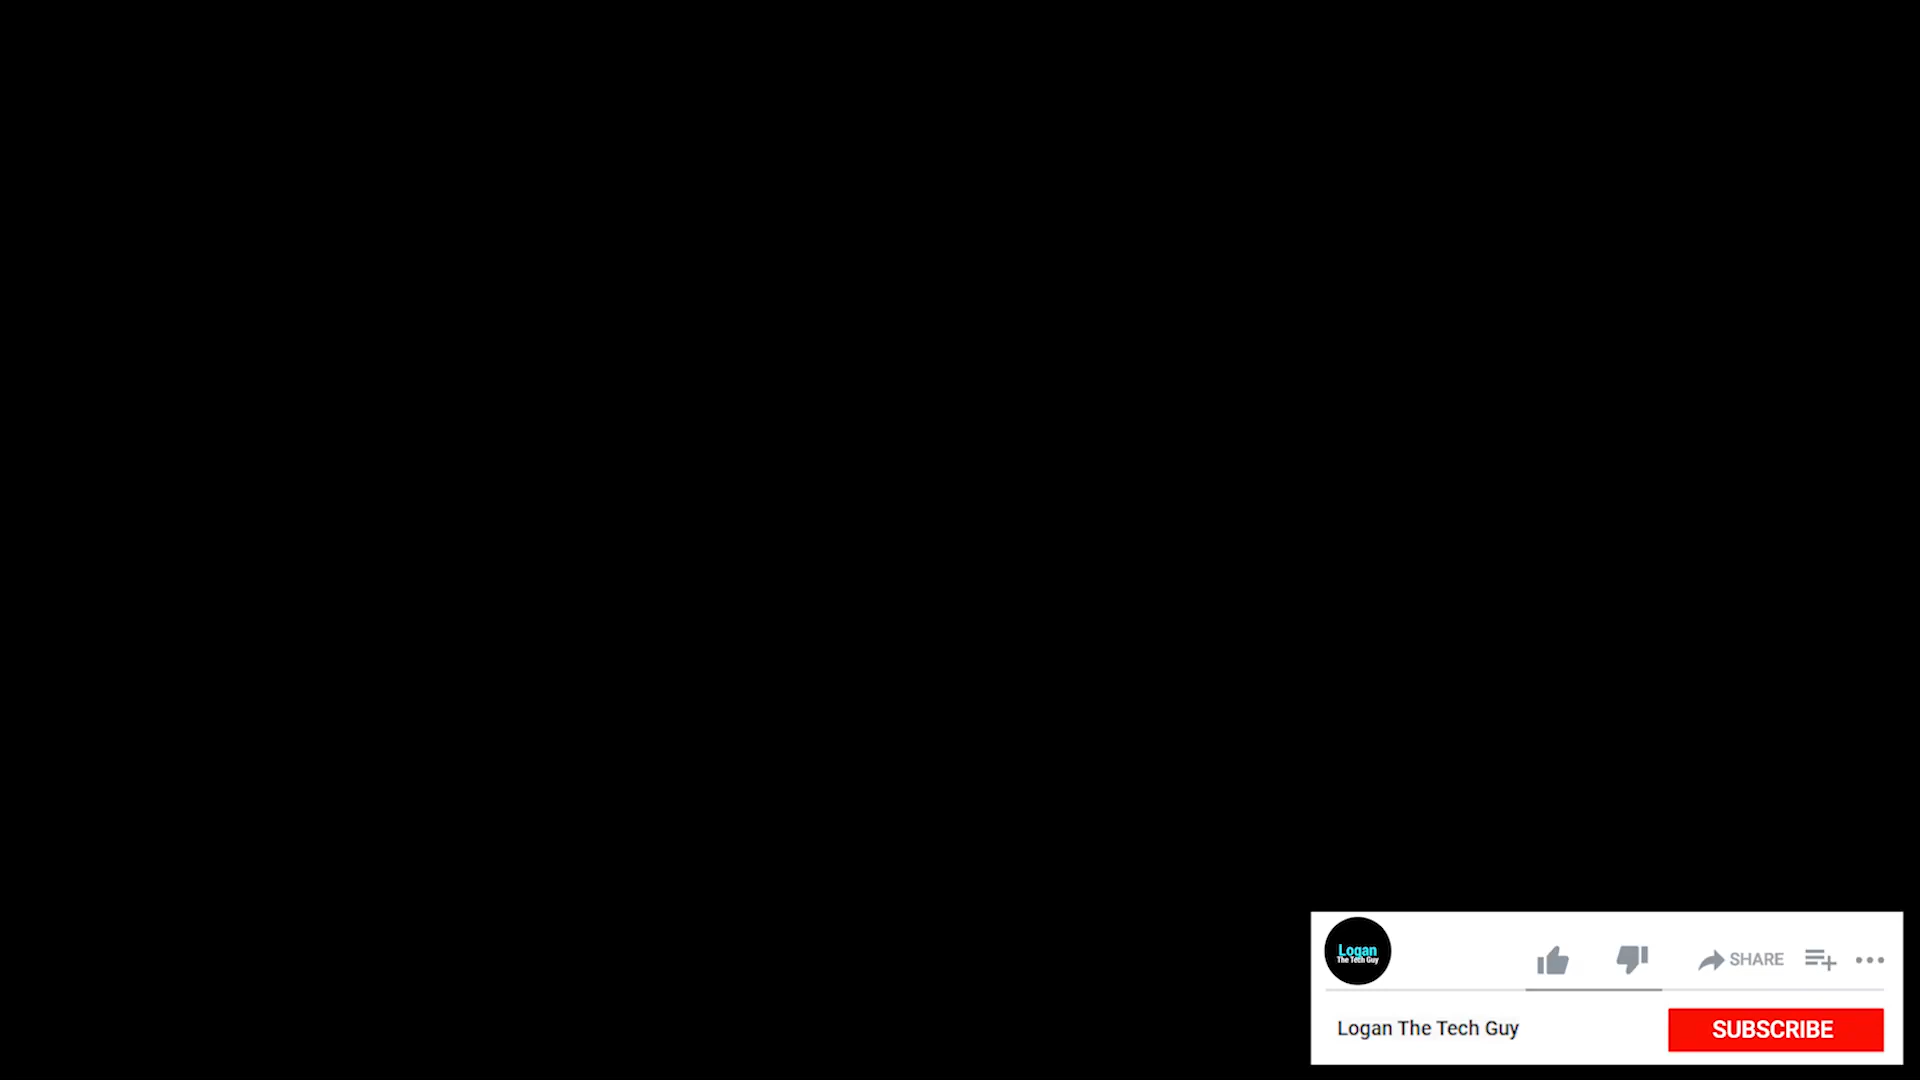 Logan
The Tech Guy
SHARE
Logan The Tech Guy
SUBSCRIBE